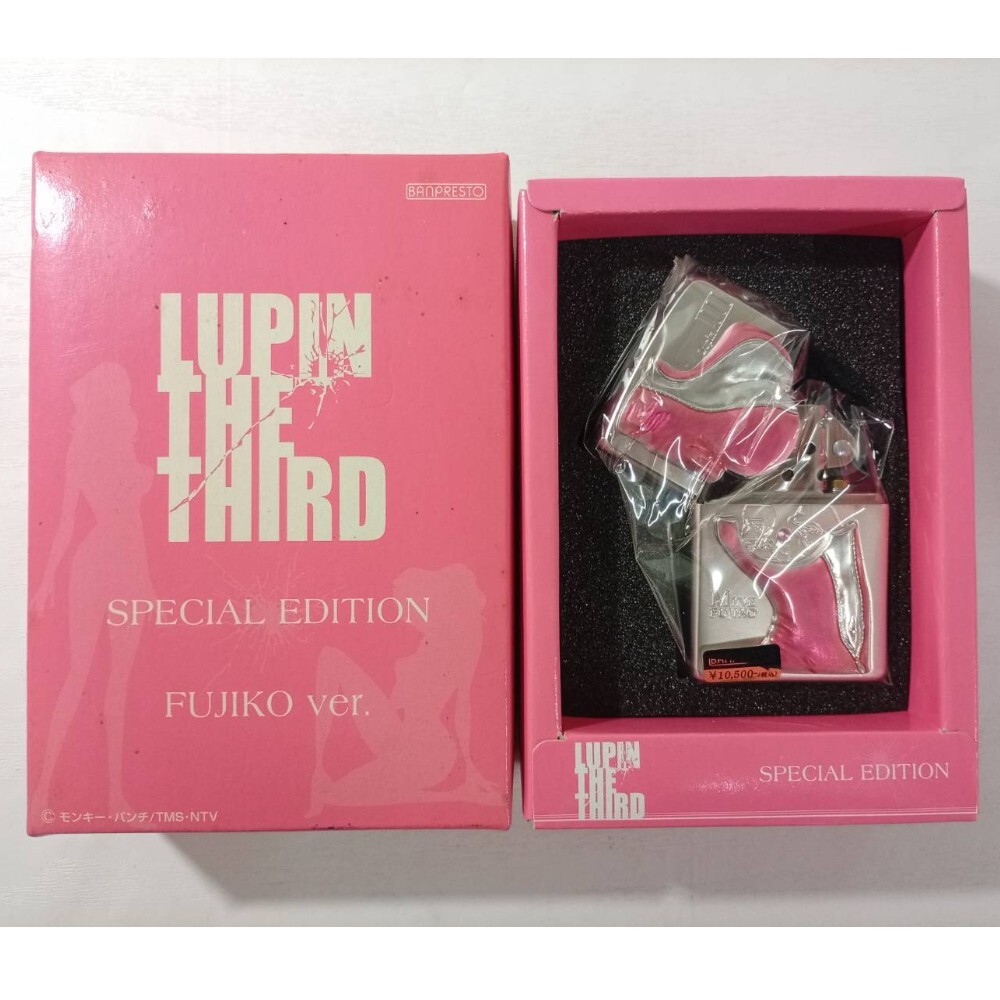 BANPRESTO
LUPIN
THE
THIRD
SPECIAL EDITION
FUJIKO ver.
© モンキー・パンチ/TMS・NTV
¥10,500
LUPIN
THE
THIRD
SPECIAL EDITION